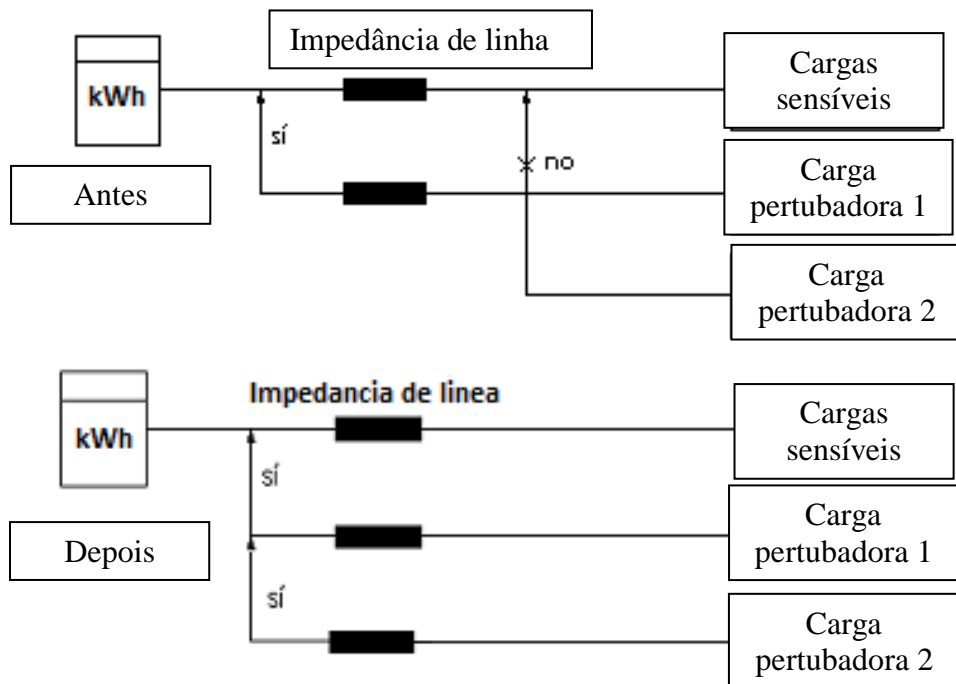 Impedância de linha
kWh
Cargas
sensíveis
sí
no
Antes
Carga
pertubadora 1
Carga
pertubadora 2
Impedancia de linea
kWh
Cargas
sensíveis
sí
Depois
Carga
pertubadora 1
sí
Carga
pertubadora 2